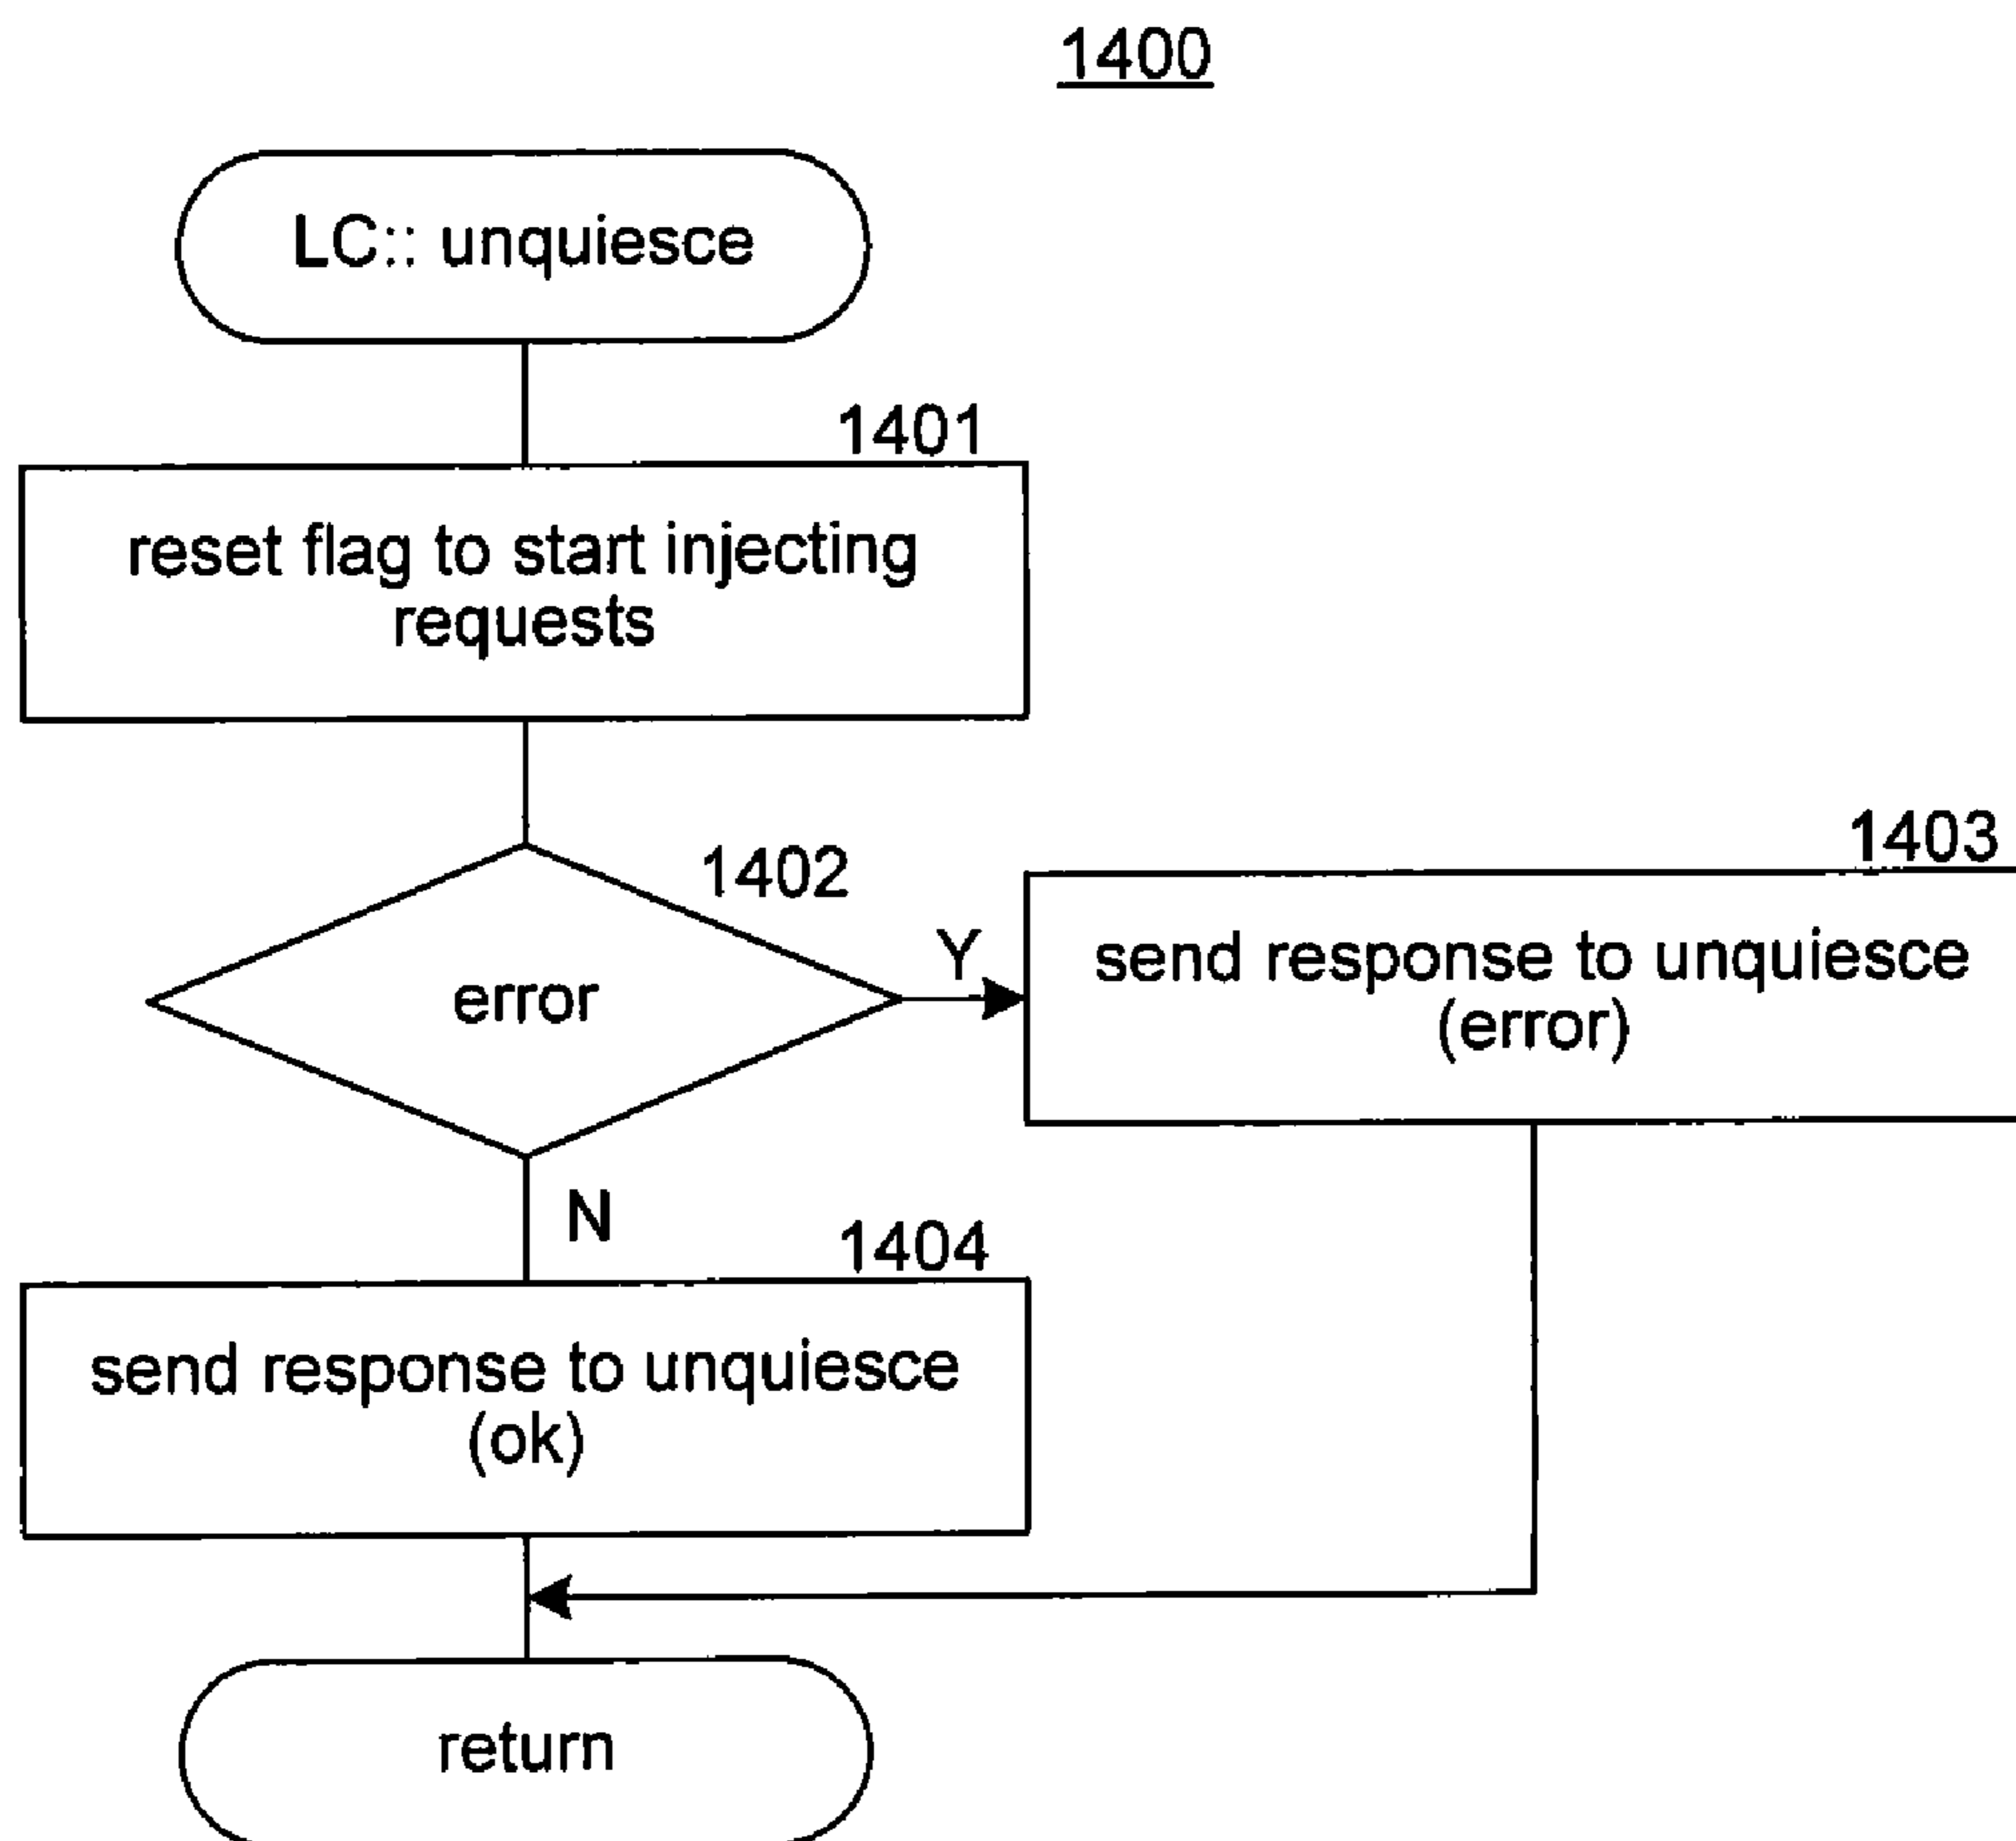 1400
LC:: unquiesce
1401
reset flag to start injecting
requests
1402
error
Y
1403
send response to unquiesce
(error)
N
1404
send response to unquiesce
(ok)
return